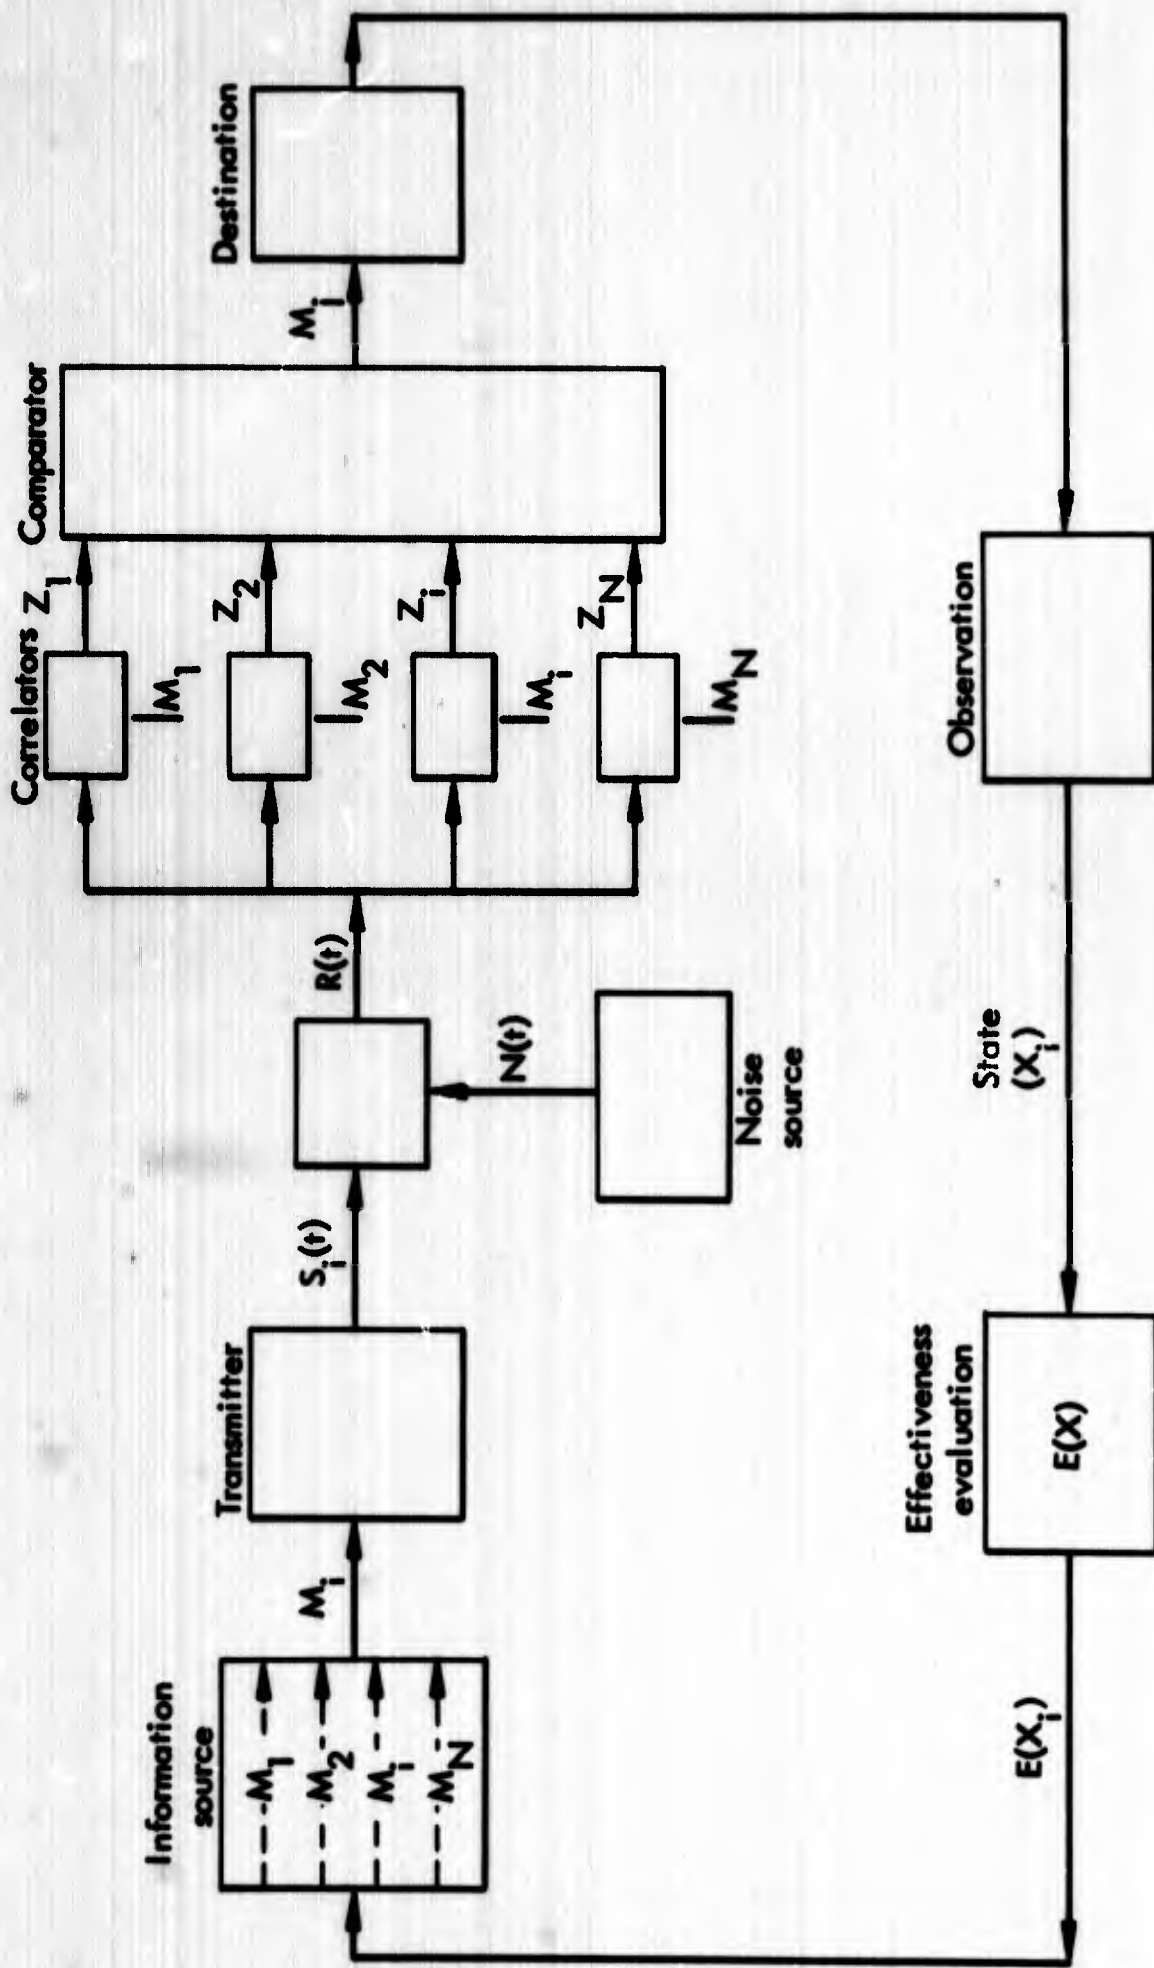 Information
source
M1
M2
Mi
MN
Mi
Transmitter
Si(t)
N(t)
Noise
source
R(t)
Correlators
M1
M2
Mi
MN
Z1
Z2
Zi
ZN
Comparator
Mi
Destination
Observation
State
(Xi)
Effectiveness
evaluation
E(X)
E(Xi)